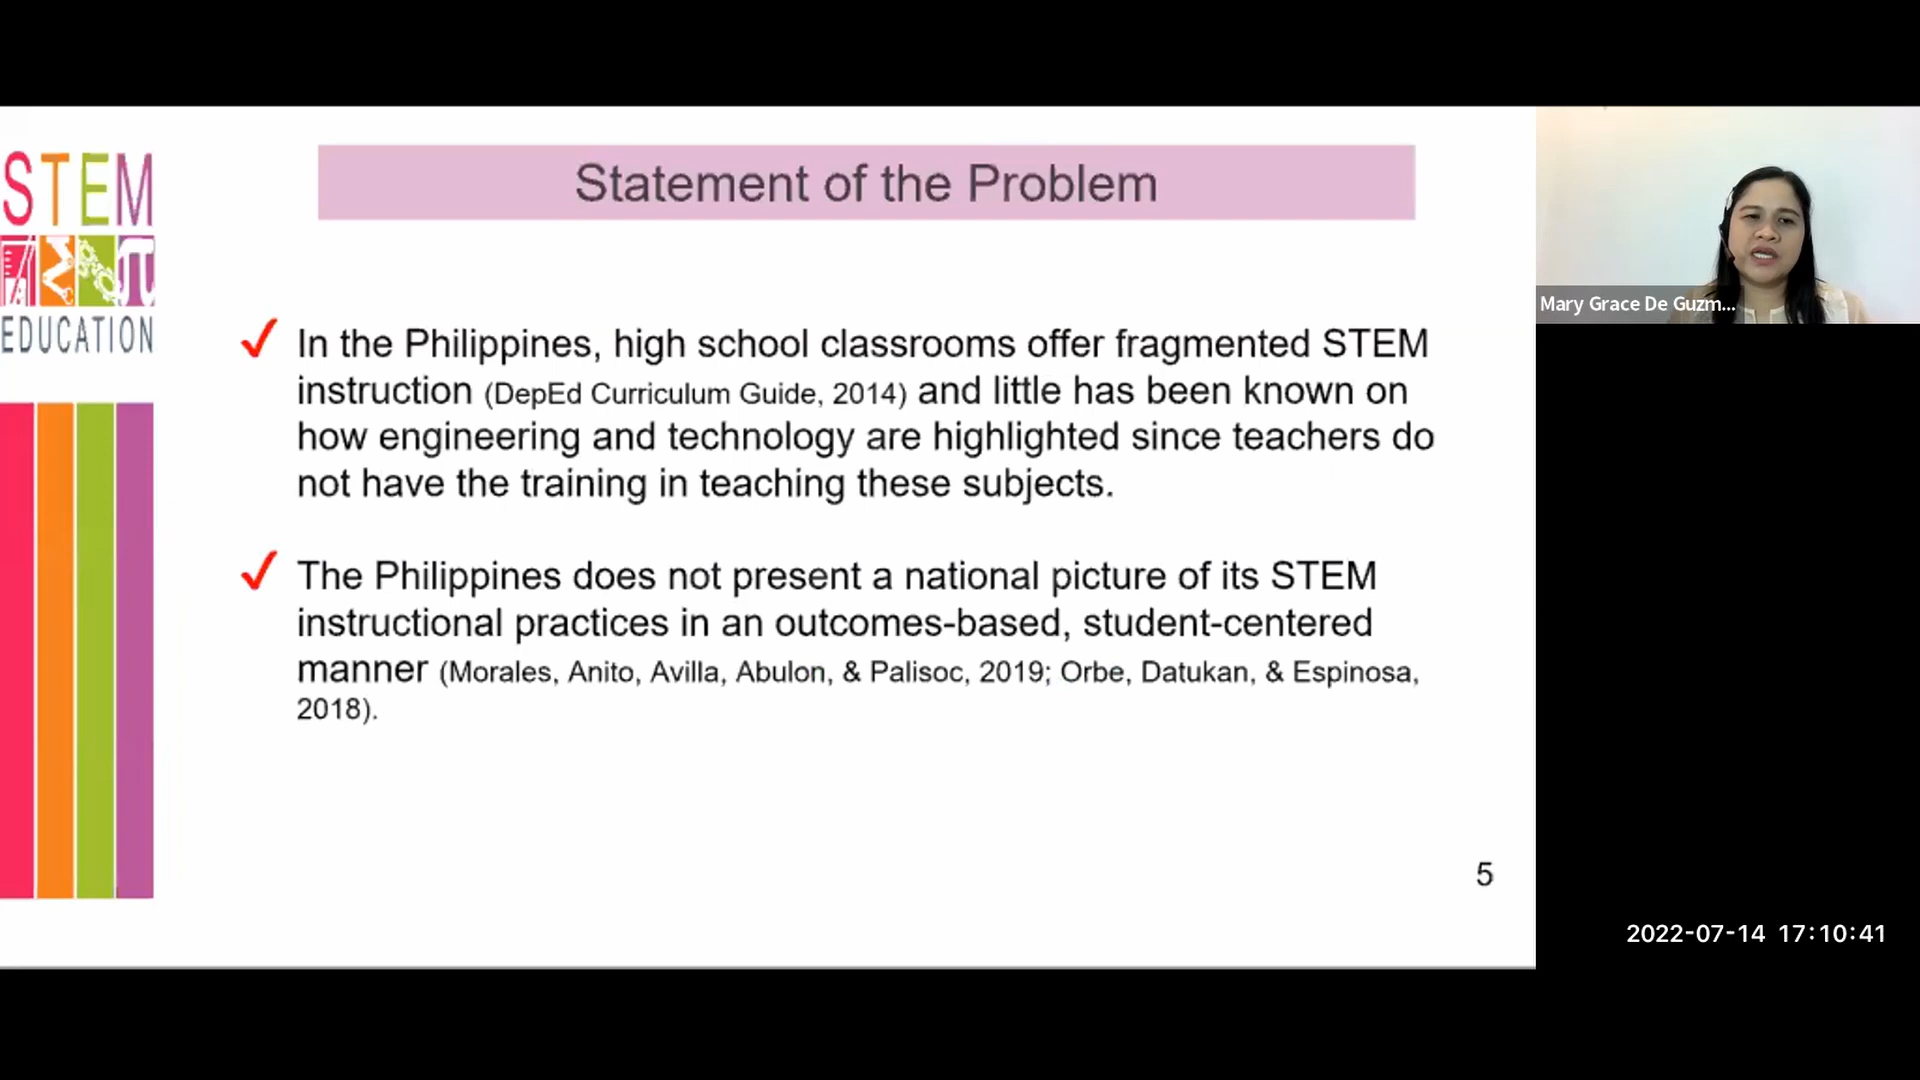 STEM
EDUCATION
Statement of the Problem
In the Philippines, high school classrooms offer fragmented STEM
instruction (DepEd Curriculum Guide, 2014) and little has been known on
how engineering and technology are highlighted since teachers do
not have the training in teaching these subjects.
The Philippines does not present a national picture of its STEM
instructional practices in an outcomes-based, student-centered
manner (Morales, Anito, Avilla, Abulon, & Palisoc, 2019; Orbe, Datukan, & Espinosa,
2018).
5
Mary Grace De Guzm...
2022-07-14 17:10:41